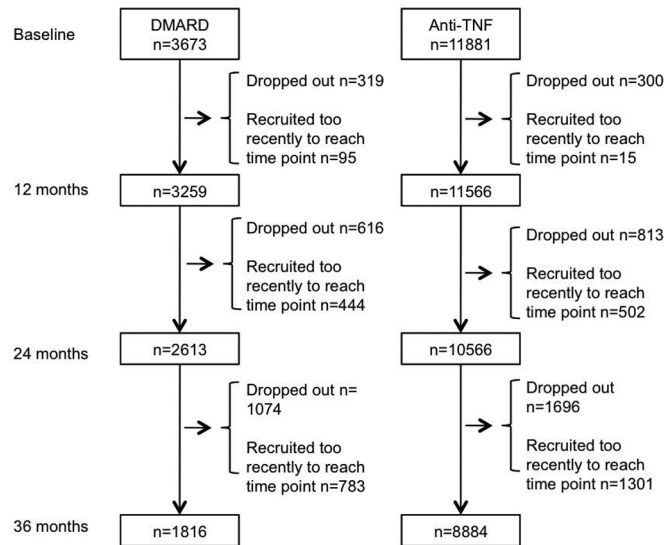 Baseline
DMARD
n=3673
Anti-TNF
n=11881
Dropped out n=319
Recruited too
recently to reach
time point n=95
Dropped out n=300
Recruited too
recently to reach
time point n=15
12 months
n=3259
n=11566
Dropped out n=616
Recruited too
recently to reach
time point n=444
Dropped out n=813
Recruited too
recently to reach
time point n=502
24 months
n=2613
n=10566
Dropped out n=
1074
Recruited too
recently to reach
time point n=783
Dropped out
n=1696
Recruited too
recently to reach
time point n=1301
36 months
n=1816
n=8884